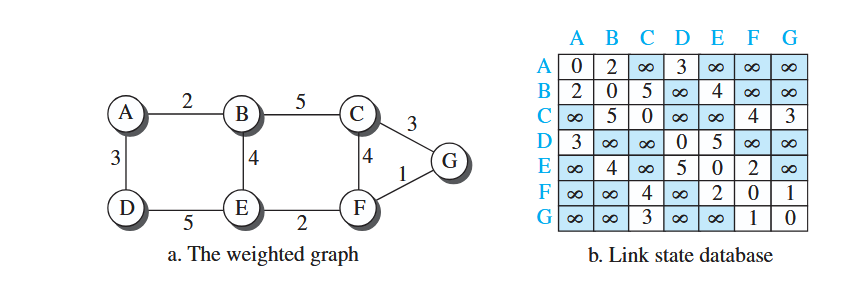 A B C D E F G
A 0 2 ∞ 3 ∞ ∞ ∞
B 2 0 5 ∞ 4 ∞ ∞
C ∞ 5 0 ∞ ∞ 4 3
D 3 ∞ ∞ 0 5 ∞ ∞
E ∞ 4 ∞ 5 0 2 ∞
F ∞ ∞ 4 ∞ 2 0 1
G ∞ ∞ 3 ∞ ∞ 1 0
2 5
A B C 3
3 4 4 1 G
D E F
5 2
a. The weighted graph
b. Link state database